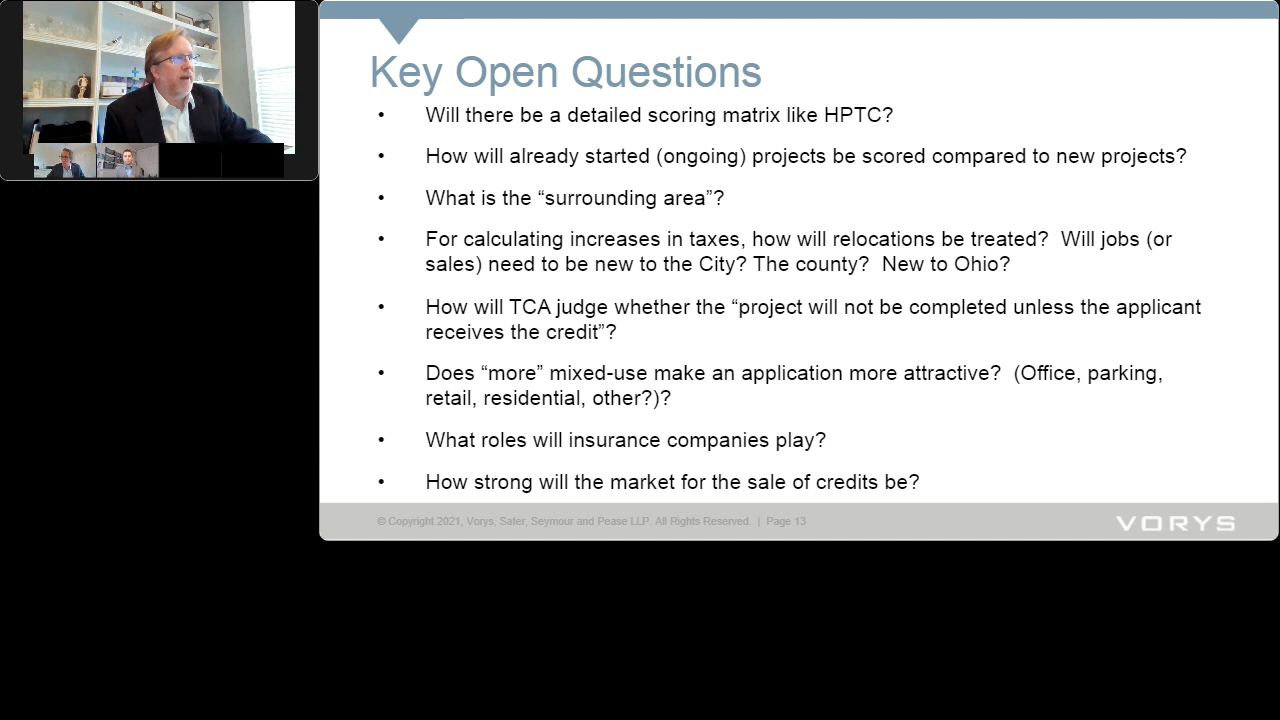 Key Open Questions
• Will there be a detailed scoring matrix like HPTC?
• How will already started (ongoing) projects be scored compared to new projects?
• What is the “surrounding area”?
• For calculating increases in taxes, how will relocations be treated?  Will jobs (or
sales) need to be new to the City? The county?  New to Ohio?
• How will TCA judge whether the “project will not be completed unless the applicant
receives the credit”?
• Does “more” mixed-use make an application more attractive?  (Office, parking,
retail, residential, other?)?
• What roles will insurance companies play?
• How strong will the market for the sale of credits be?
© Copyright 2021, Vorys, Sater, Seymour and Pease LLP. All Rights Reserved.  |  Page 13
VORYS